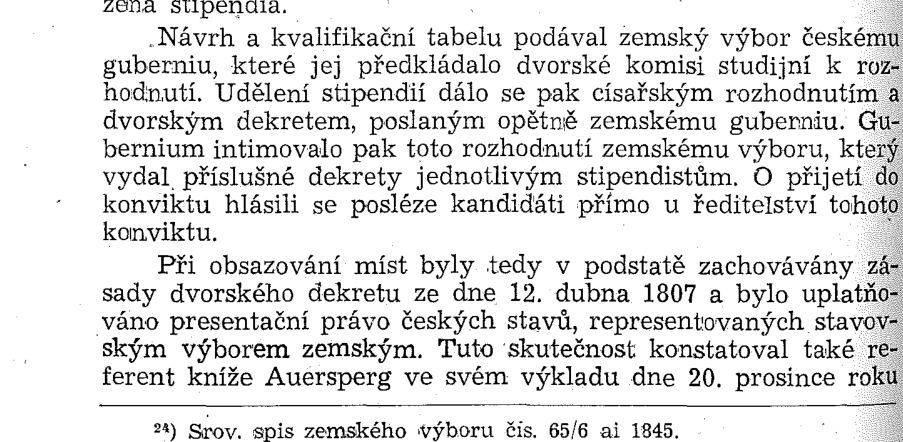 zena stipendia.
Návrh a kvalifikační tabelu podával zemský výbor českému
guberniu, které jej předkládalo dvorské komisi studijní k roz-
hodnutí. Udělení stipendií dálo se pak císařským rozhodnutím a
dvorským dekretem, poslaným opětně zemskému guberniu. Gu-
bernium intimovalo pak toto rozhodnutí zemskému výboru, který
vydal příslušné dekrety jednotlivým stipendistům. O přijetí do
konviktu hlásili se posléze kandidáti přímo u ředitelství tohoto
konviktu.
Při obsazování míst byly tedy v podstatě zachovávány zá-
sady dvorského dekretu ze dne 12. dubna 1807 a bylo uplatňo-
váno presentační právo českých stavů, representovaných stavov-
ským výborem zemským. Tuto skutečnost konstatoval také re-
ferent kníže Auersperg ve svém výkladu dne 20. prosince roku
²⁴) Srov. spis zemského výboru čís. 65/6 ai 1845.